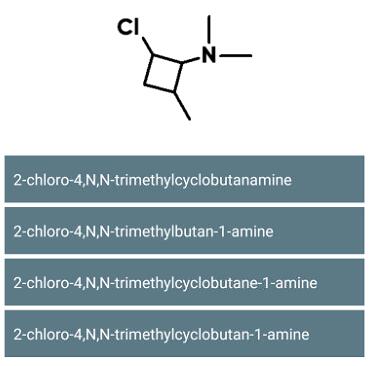 Cl
N
2-chloro-4,N,N-trimethylcyclobutanamine
2-chloro-4,N,N-trimethylbutan-1-amine
2-chloro-4,N,N-trimethylcyclobutane-1-amine
2-chloro-4,N,N-trimethylcyclobutan-1-amine